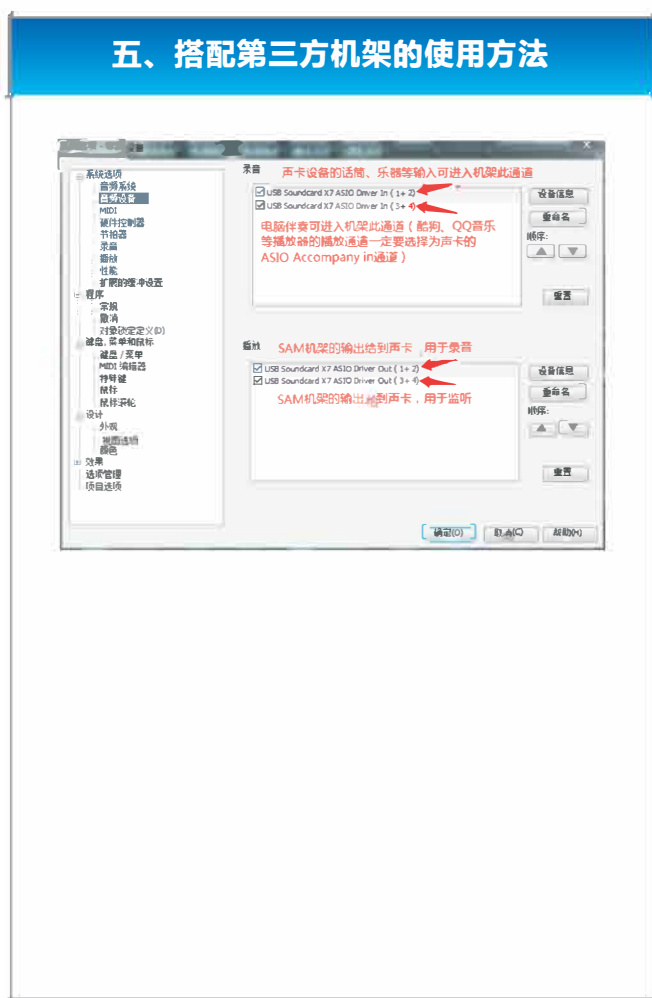 五、搭配第三方机架的使用方法
系统选项
音频系统
音频设备
MIDI
硬件控制器
节拍器
录音
播放
性能
扩展的缓冲设置
程序
常规
撤消
对象锁定定义(D)
键盘，菜单和鼠标
键盘 / 菜单
MIDI 编辑器
特殊键
鼠标
鼠标滚轮
设计
外观
视图选项
颜色
效果
选项管理
项目选项
录音
声卡设备的话筒、乐器等输入可进入机架此通道
USB Soundcard X7 ASIO Driver In ( 1+ 2)
USB Soundcard X7 ASIO Driver In ( 3+ 4)
电脑伴奏可进入机架此通道（ 酷狗、QQ音乐
等播放器的播放通道一定要选择为声卡的
ASIO Accompany in通道 ）
设备信息
重命名
顺序:
重置
播放
SAM机架的输出给到声卡，用于录音
USB Soundcard X7 ASIO Driver Out ( 1+ 2)
USB Soundcard X7 ASIO Driver Out ( 3+ 4)
SAM机架的输出给到声卡，用于监听
设备信息
重命名
顺序:
重置
确定(O)
取消(C)
帮助(H)